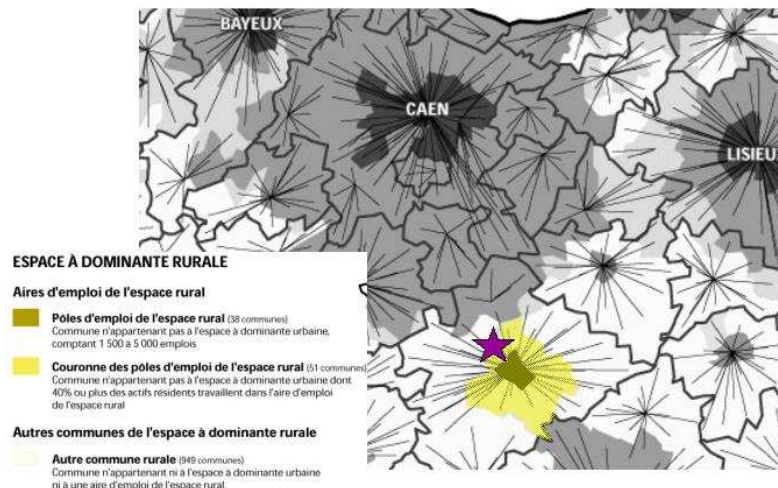 BAYEUX
CAEN
LISIEU
ESPACE À DOMINANTE RURALE
Aires d'emploi de l'espace rural
Pôles d'emploi de l'espace rural (38 communes)
Commune n'appartenant pas à l'espace à dominante urbaine,
comptant 1 500 à 5 000 emplois
Couronne des pôles d'emploi de l'espace rural (51 communes)
Commune n'appartenant pas à l'espace à dominante urbaine dont
40% ou plus des actifs résidents travaillent dans l'aire d'emploi
de l'espace rural
Autres communes de l'espace à dominante rurale
Autre commune rurale (949 communes)
Commune n'appartenant ni à l'espace à dominante urbaine
ni à une aire d'emploi de l'espace rural